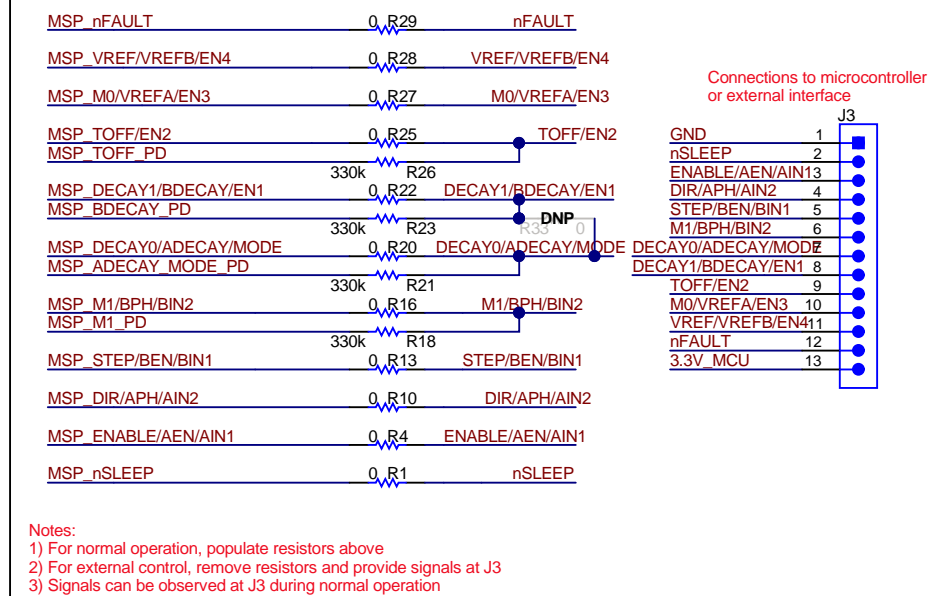 MSP_nFAULT 0 R29 nFAULT
MSP_VREF/VREFB/EN4 0 R28 VREF/VREFB/EN4
MSP_M0/VREFA/EN3 0 R27 M0/VREFA/EN3
MSP_TOFF/EN2 0 R25 TOFF/EN2
MSP_TOFF_PD
330k R26
MSP_DECAY1/BDECAY/EN1 0 R22 DECAY1/BDECAY/EN1
MSP_BDECAY_PD
330k R23
DNP
R33 0
MSP_DECAY0/ADECAY/MODE 0 R20 DECAY0/ADECAY/MODE
MSP_ADECAY_MODE_PD
330k R21
MSP_M1/BPH/BIN2 0 R16 M1/BPH/BIN2
MSP_M1_PD
330k R18
MSP_STEP/BEN/BIN1 0 R13 STEP/BEN/BIN1
MSP_DIR/APH/AIN2 0 R10 DIR/APH/AIN2
MSP_ENABLE/AEN/AIN1 0 R4 ENABLE/AEN/AIN1
MSP_nSLEEP 0 R1 nSLEEP
Connections to microcontroller
or external interface
J3
GND 1
nSLEEP 2
ENABLE/AEN/AIN1 3
DIR/APH/AIN2 4
STEP/BEN/BIN1 5
M1/BPH/BIN2 6
DECAY0/ADECAY/MODE 7
DECAY1/BDECAY/EN1 8
TOFF/EN2 9
M0/VREFA/EN3 10
VREF/VREFB/EN4 11
nFAULT 12
3.3V_MCU 13
Notes:
1) For normal operation, populate resistors above
2) For external control, remove resistors and provide signals at J3
3) Signals can be observed at J3 during normal operation